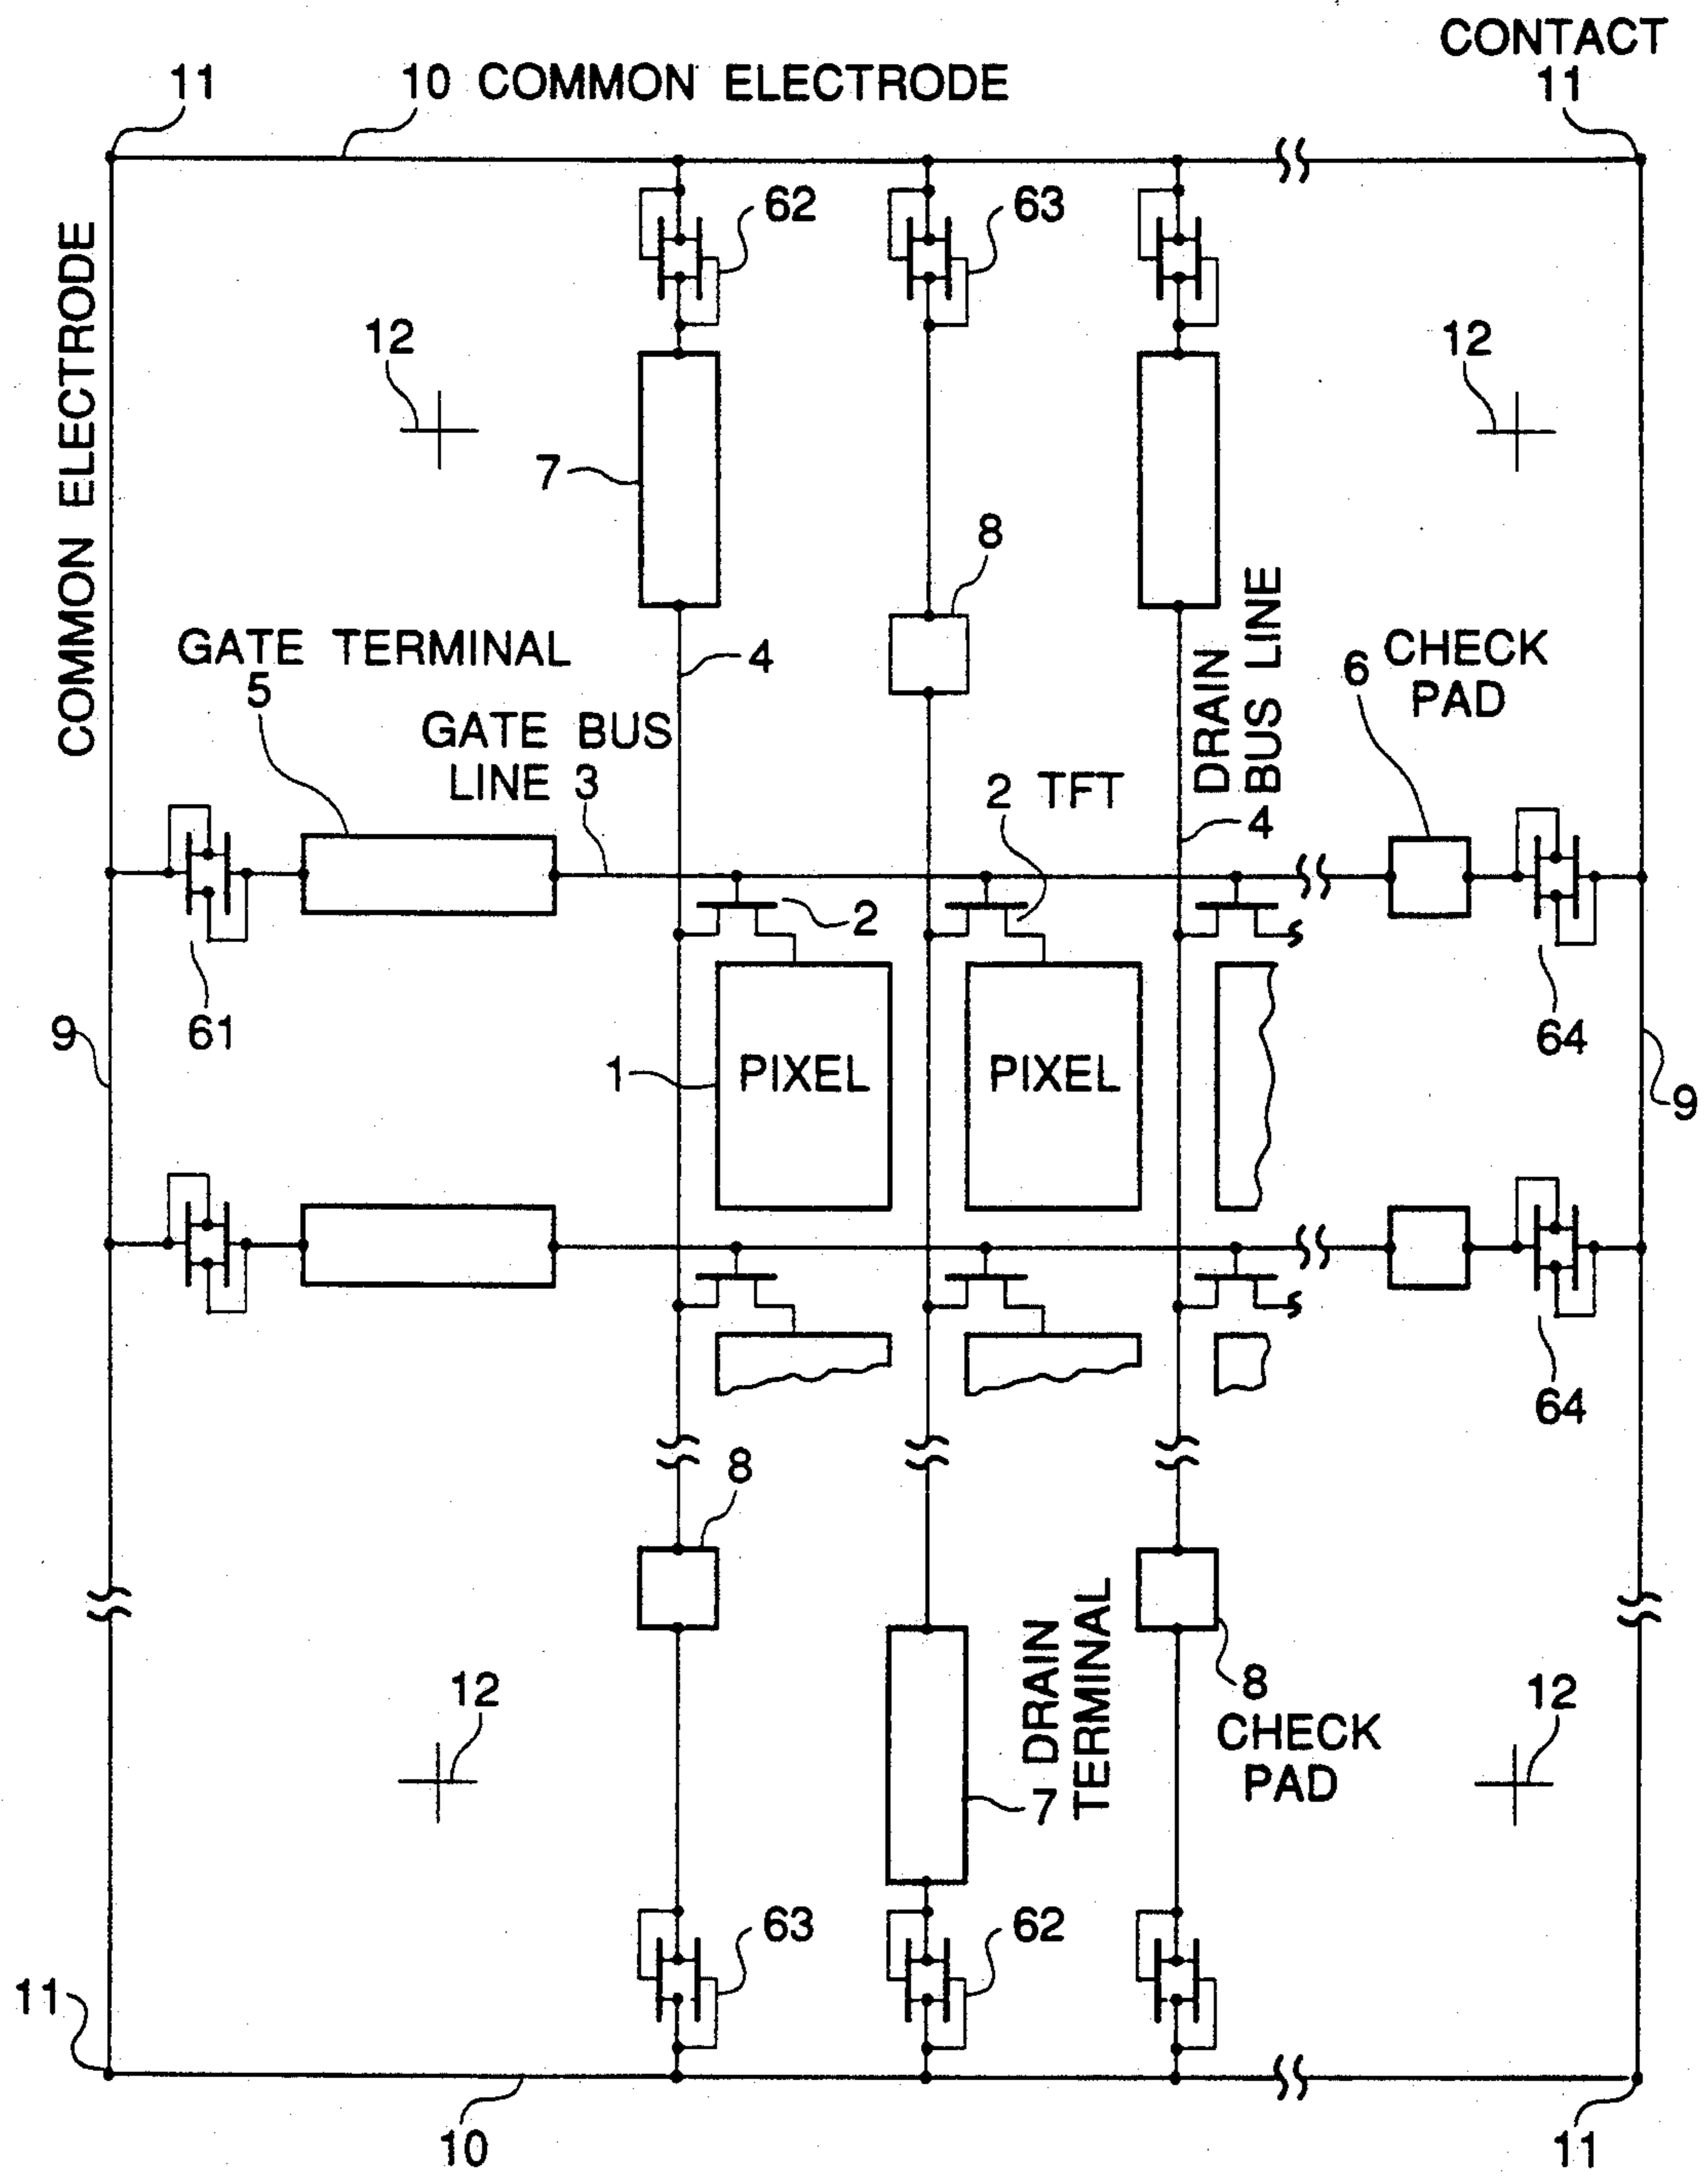 CONTACT
11
10 COMMON ELECTRODE
11
62
63
COMMON ELECTRODE
12
12
7
8
GATE TERMINAL
5
4
DRAIN
BUS LINE
4
6 CHECK
PAD
GATE BUS
LINE 3
2 TFT
2
61
9
1
PIXEL
PIXEL
64
9
64
8
12
DRAIN
TERMINAL
7
8
CHECK
PAD
12
63
62
11
10
11